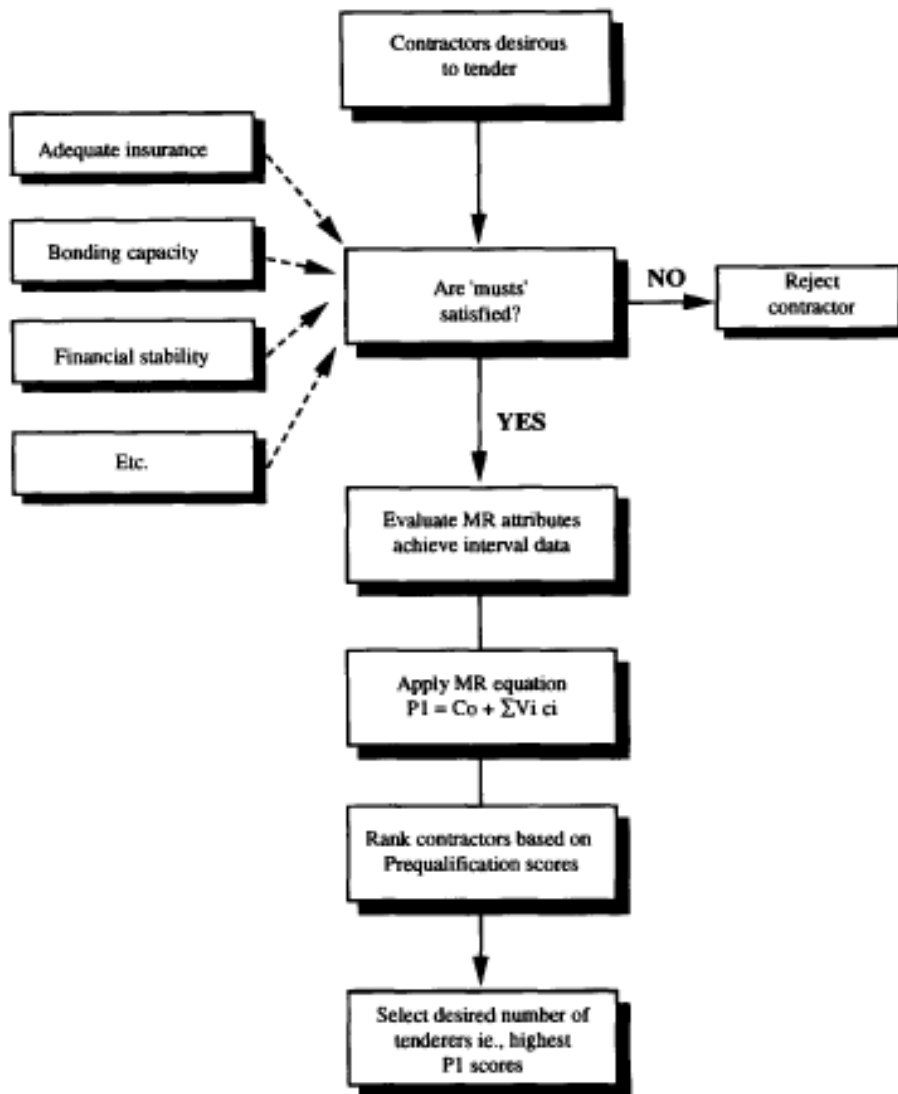 Contractors desirous
to tender
Adequate insurance
Bonding capacity
Are 'musts'
satisfied?
NO
Reject
contractor
Financial stability
YES
Etc.
Evaluate MR attributes
achieve interval data
Apply MR equation
P1 = Co + ∑Vi ci
Rank contractors based on
Prequalification scores
Select desired number of
tenderers ie., highest
P1 scores